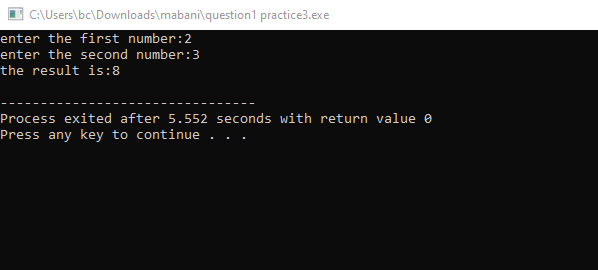 C:\Users\bc\Downloads\mabani\question1 practice3.exe
enter the first number:2
enter the second number:3
the result is:8
--------------------------------
Process exited after 5.552 seconds with return value 0
Press any key to continue . . .